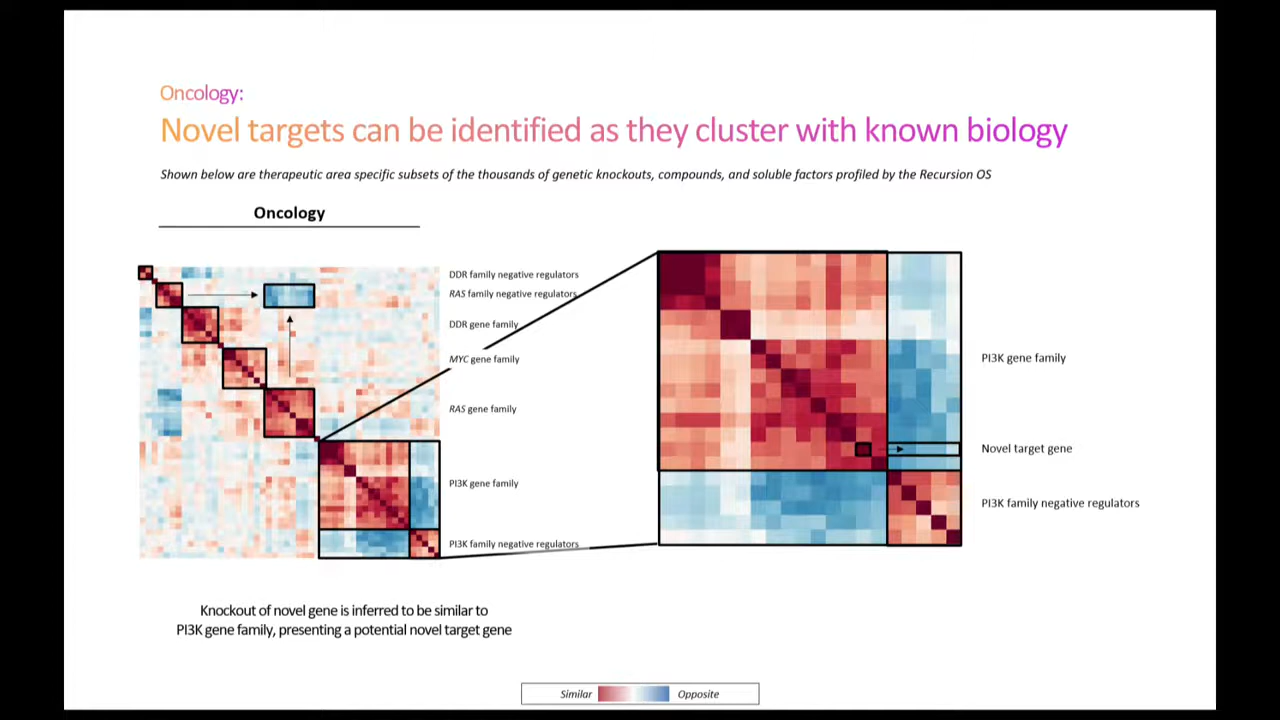 Oncology:
Novel targets can be identified as they cluster with known biology
Shown below are therapeutic area specific subsets of the thousands of genetic knockouts, compounds, and soluble factors profiled by the Recursion OS
Oncology
DDR family negative regulators
RAS family negative regulators
DDR gene family
MYC gene family
RAS gene family
PI3K gene family
PI3K family negative regulators
PI3K gene family
Novel target gene
PI3K family negative regulators
Knockout of novel gene is inferred to be similar to
PI3K gene family, presenting a potential novel target gene
Similar Opposite